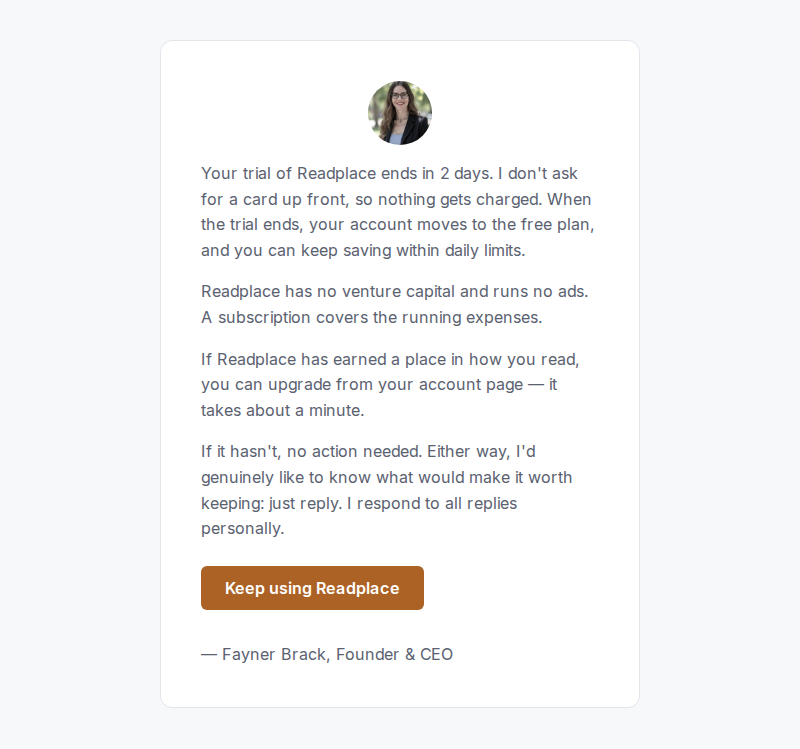 Your trial of Readplace ends in 2 days. I don't ask
for a card up front, so nothing gets charged. When
the trial ends, your account moves to the free plan,
and you can keep saving within daily limits.
Readplace has no venture capital and runs no ads.
A subscription covers the running expenses.
If Readplace has earned a place in how you read,
you can upgrade from your account page — it
takes about a minute.
If it hasn't, no action needed. Either way, I'd
genuinely like to know what would make it worth
keeping: just reply. I respond to all replies
personally.
Keep using Readplace
— Fayner Brack, Founder & CEO